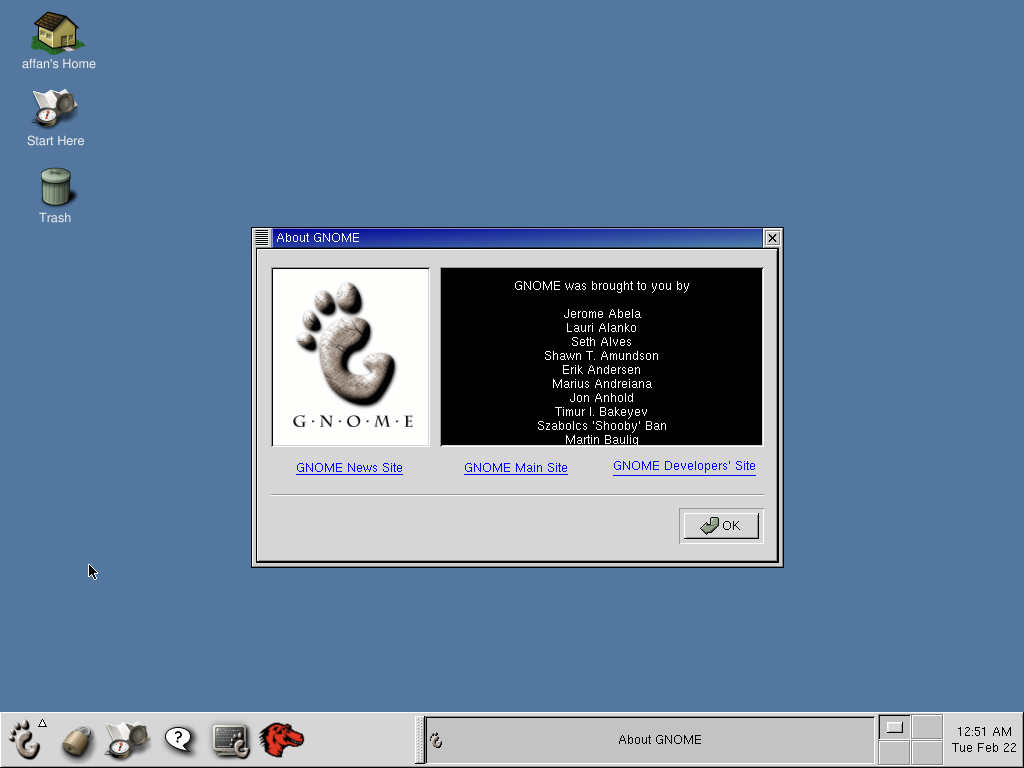 affan's Home
Start Here
Trash
About GNOME
G·N·O·M·E
GNOME was brought to you by
Jerome Abela
Lauri Alanko
Seth Alves
Shawn T. Amundson
Erik Andersen
Marius Andreiana
Jon Anhold
Timur I. Bakeyev
Szabolcs 'Shooby' Ban
Martin Baulig
GNOME News Site
GNOME Main Site
GNOME Developers' Site
OK
?
About GNOME
12:51 AM
Tue Feb 22